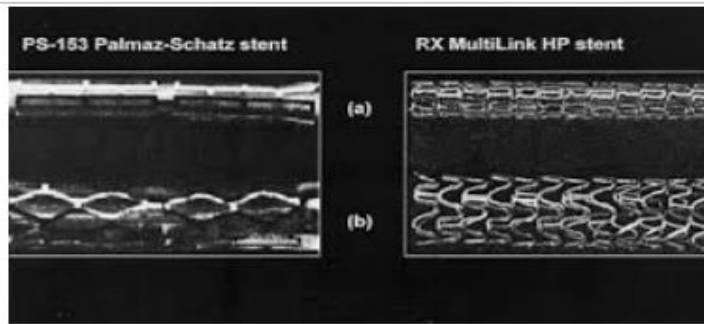 PS-153 Palmaz-Schatz stent
RX MultiLink HP stent
(a)
(b)